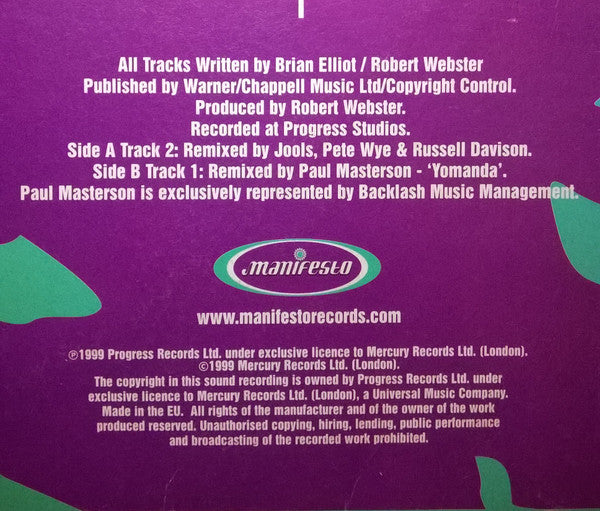 All Tracks Written by Brian Elliot / Robert Webster
Published by Warner/Chappell Music Ltd/Copyright Control.
Produced by Robert Webster.
Recorded at Progress Studios.
Side A Track 2: Remixed by Jools, Pete Wye & Russell Davison.
Side B Track 1: Remixed by Paul Masterson - ‘Yomanda’.
Paul Masterson is exclusively represented by Backlash Music Management.
manifesto
www.manifestorecords.com
℗1999 Progress Records Ltd. under exclusive licence to Mercury Records Ltd. (London).
©1999 Mercury Records Ltd. (London).
The copyright in this sound recording is owned by Progress Records Ltd. under
exclusive licence to Mercury Records Ltd. (London), a Universal Music Company.
Made in the EU. All rights of the manufacturer and of the owner of the work
produced reserved. Unauthorised copying, hiring, lending, public performance
and broadcasting of the recorded work prohibited.